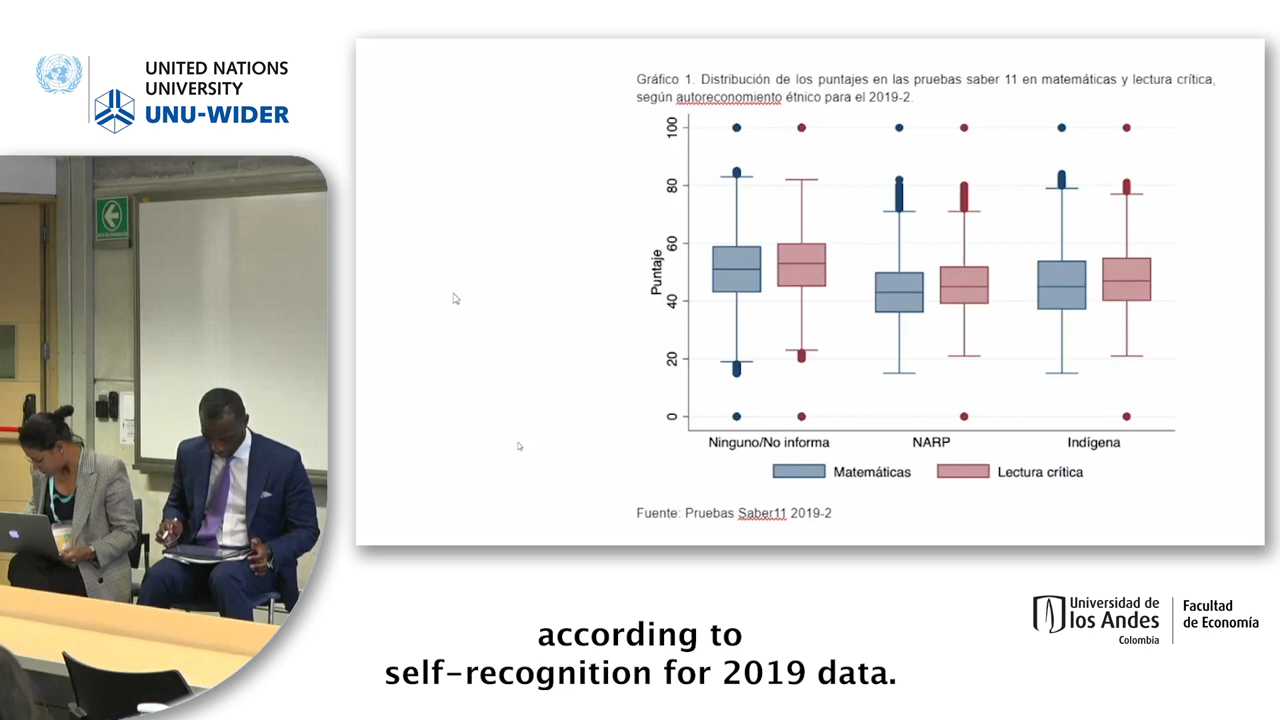 UNITED NATIONS
UNIVERSITY
UNU-WIDER
Gráfico 1. Distribución de los puntajes en las pruebas saber 11 en matemáticas y lectura crítica,
según autoreconomiento étnico para el 2019-2.
Puntaje
100
80
60
40
20
0
Ninguno/No informa
NARP
Indígena
Matemáticas
Lectura crítica
Fuente: Pruebas Saber11 2019-2
Universidad de
los Andes
Colombia
Facultad
de Economía
according to
self-recognition for 2019 data.